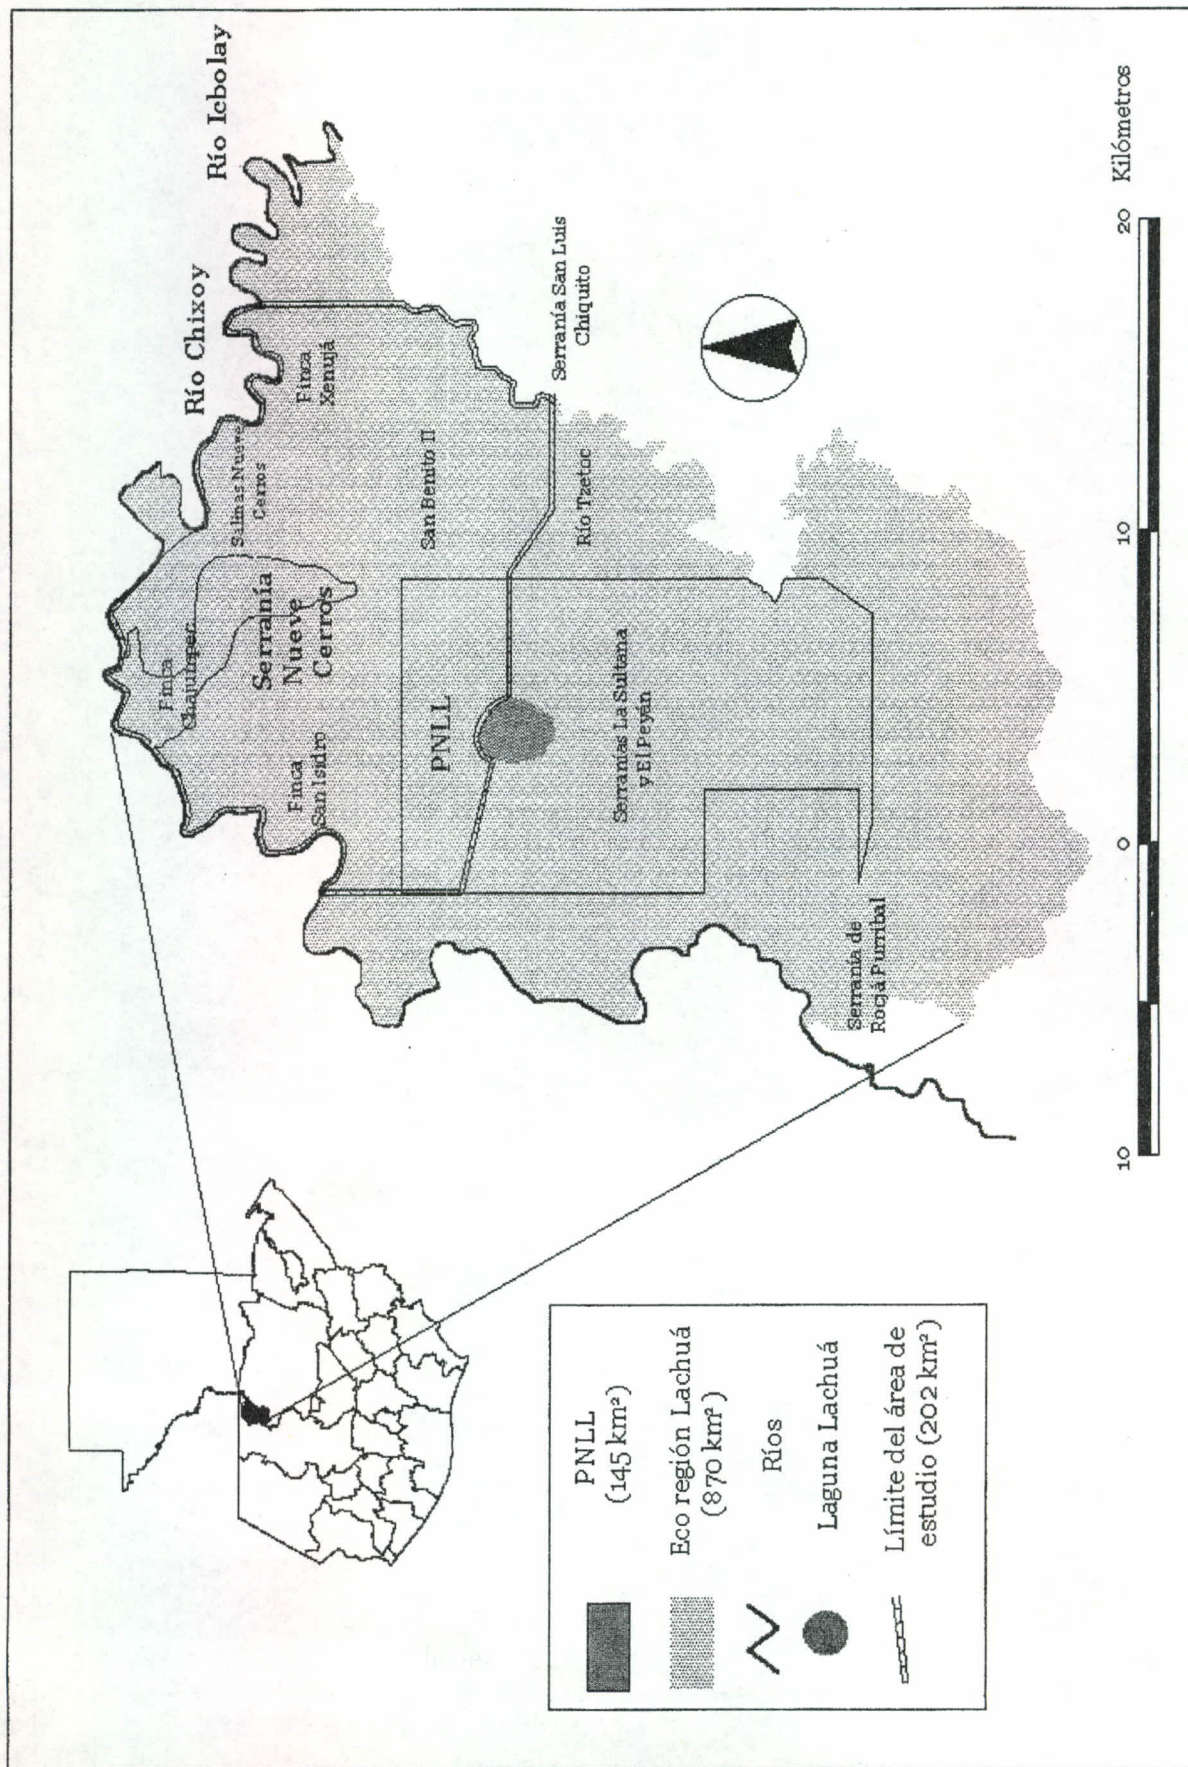 Río Icbolay
Río Chixoy
Salinas Nueve
Cerros
Finca
Xenujá
Finca
Chajumpec
Serranía
Nueve
Cerros
Finca
San Isidro
San Benito II
PNLL
Serranía San Luis
Chiquito
Río Tzetoc
Serranías La Sultana
y El Peyán
Serranía de
Rocjá Purribal
10 0 10 20 Kilómetros
PNLL
(145 km²)
Eco región Lachuá
(870 km²)
Ríos
Laguna Lachuá
Límite del área de
estudio (202 km²)